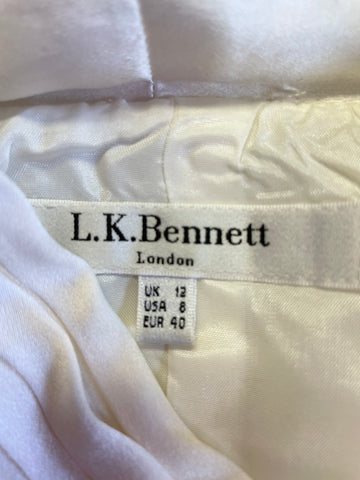 L.K.Bennett
London
UK 12
USA 8
EUR 40